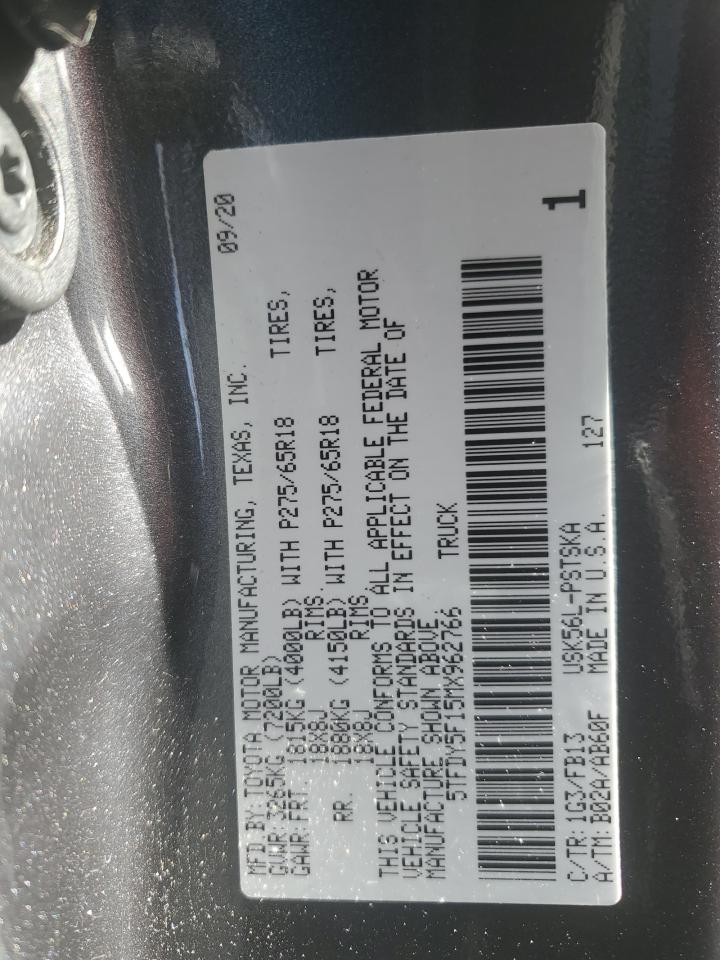 MFD.BY:TOYOTA MOTOR MANUFACTURING, TEXAS, INC. 09/20
GVWR:3265KG (7200LB)
GAWR:FRT 1815KG (4000LB) WITH P275/65R18 TIRES,
18X8J RIMS,
RR. 1880KG (4150LB) WITH P275/65R18 TIRES,
18X8J RIMS
THIS VEHICLE CONFORMS TO ALL APPLICABLE FEDERAL MOTOR
VEHICLE SAFETY STANDARDS IN EFFECT ON THE DATE OF
MANUFACTURE SHOWN ABOVE
5TFDY5F15MX962766 TRUCK
C/TR: 1G3/FB13 USK56L-PSTSKA 127 1
A/TM: B02A/AB60F MADE IN U.S.A.